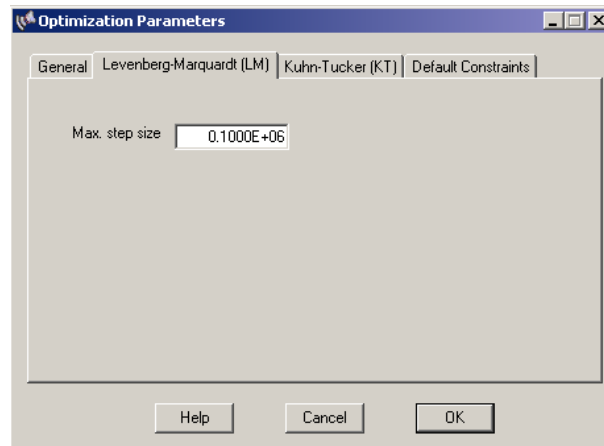 Optimization Parameters
General Levenberg-Marquardt (LM) Kuhn-Tucker (KT) Default Constraints
Max. step size 0.1000E+06
Help Cancel OK